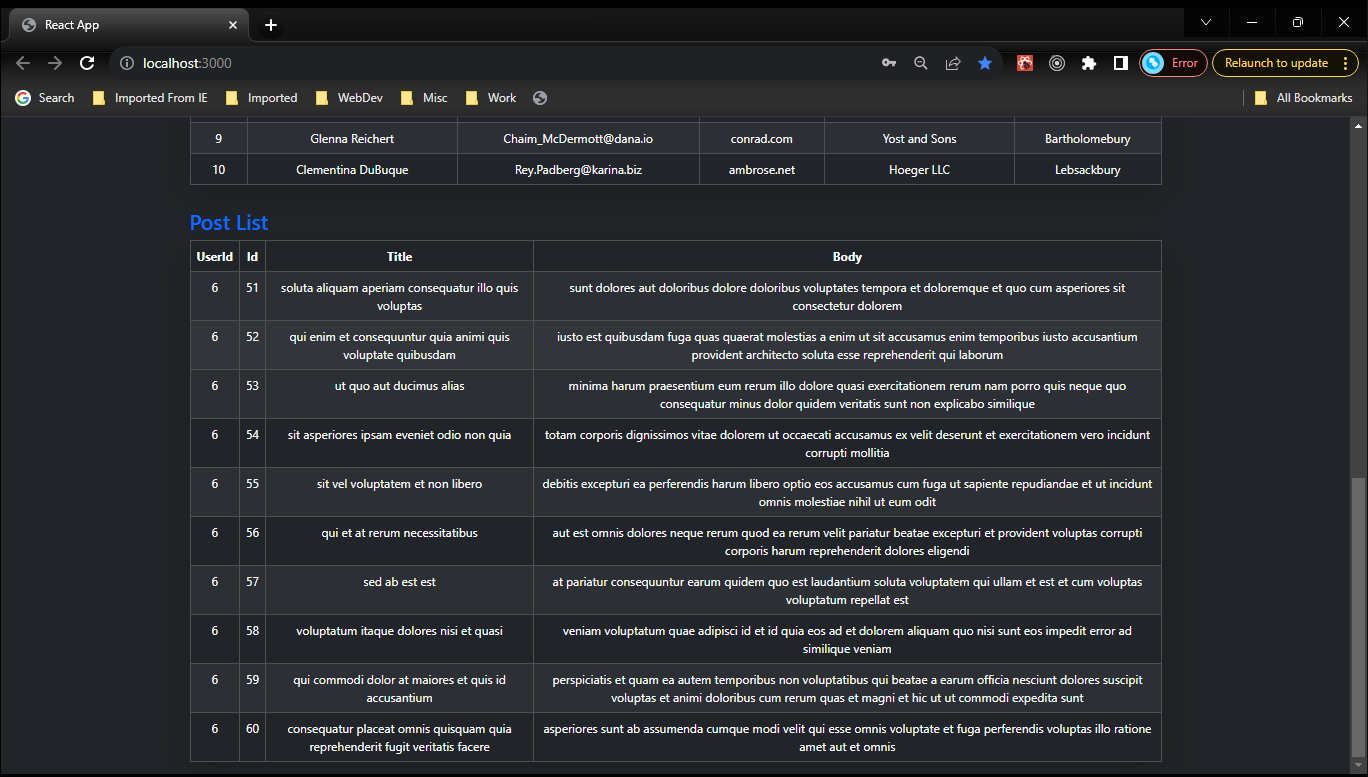 React App
localhost:3000
Error
Relaunch to update
Search
Imported From IE
Imported
WebDev
Misc
Work
All Bookmarks
9 Glenna Reichert Chaim_McDermott@dana.io conrad.com Yost and Sons Bartholomebury
10 Clementina DuBuque Rey.Padberg@karina.biz ambrose.net Hoeger LLC Lebsackbury
Post List
UserId Id Title Body
6 51 soluta aliquam aperiam consequatur illo quis sunt dolores aut doloribus dolore doloribus voluptates tempora et doloremque et quo cum asperiores sit
voluptas consectetur dolorem
6 52 qui enim et consequuntur quia animi quis iusto est quibusdam fuga quas quaerat molestias a enim ut sit accusamus enim temporibus iusto accusantium
voluptate quibusdam provident architecto soluta esse reprehenderit qui laborum
6 53 ut quo aut ducimus alias minima harum praesentium eum rerum illo dolore quasi exercitationem rerum nam porro quis neque quo
consequatur minus dolor quidem veritatis sunt non explicabo similique
6 54 sit asperiores ipsam eveniet odio non quia totam corporis dignissimos vitae dolorem ut occaecati accusamus ex velit deserunt et exercitationem vero incidunt
corrupti mollitia
6 55 sit vel voluptatem et non libero debitis excepturi ea perferendis harum libero optio eos accusamus cum fuga ut sapiente repudiandae et ut incidunt
omnis molestiae nihil ut eum odit
6 56 qui et at rerum necessitatibus aut est omnis dolores neque rerum quod ea rerum velit pariatur beatae excepturi et provident voluptas corrupti
corporis harum reprehenderit dolores eligendi
6 57 sed ab est est at pariatur consequuntur earum quidem quo est laudantium soluta voluptatem qui ullam et est et cum voluptas
voluptatum repellat est
6 58 voluptatum itaque dolores nisi et quasi veniam voluptatum quae adipisci id et id quia eos ad et dolorem aliquam quo nisi sunt eos impedit error ad
similique veniam
6 59 qui commodi dolor at maiores et quis id perspiciatis et quam ea autem temporibus non voluptatibus qui beatae a earum officia nesciunt dolores suscipit
accusantium voluptas et animi doloribus cum rerum quas et magni et hic ut ut commodi expedita sunt
6 60 consequatur placeat omnis quisquam quia asperiores sunt ab assumenda cumque modi velit qui esse omnis voluptate et fuga perferendis voluptas illo ratione
reprehenderit fugit veritatis facere amet aut et omnis